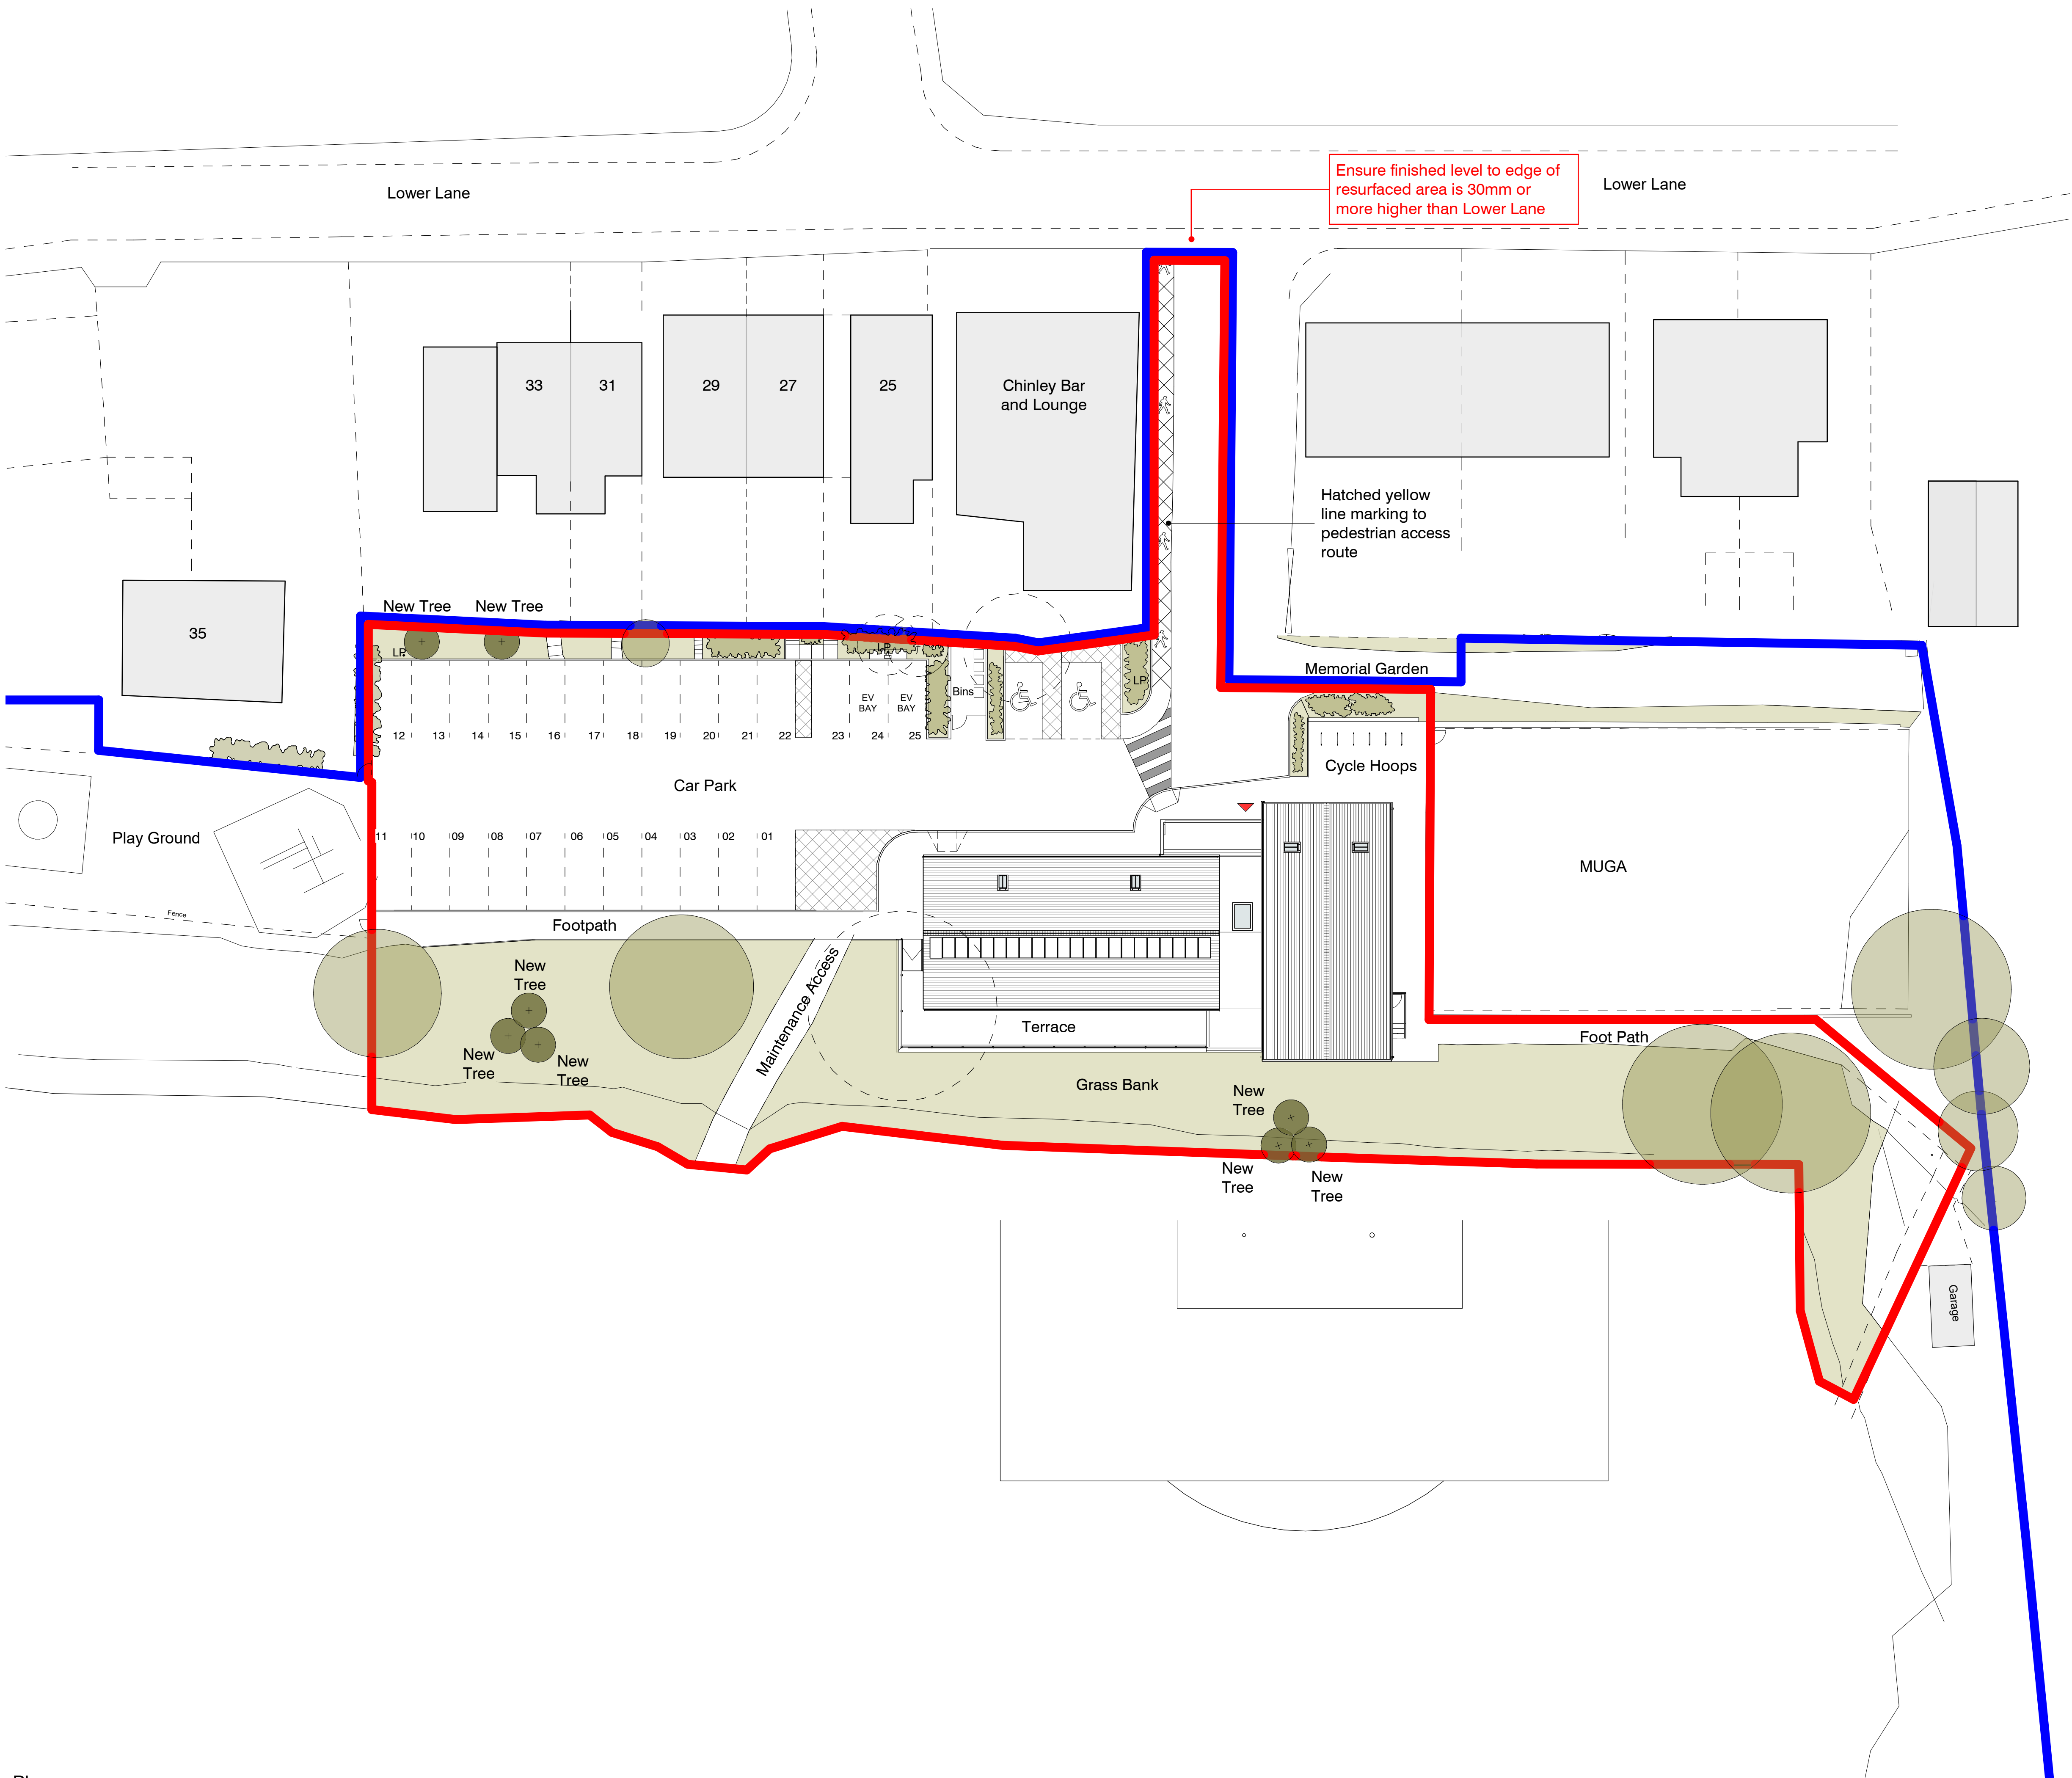 Lower Lane
Ensure finished level to edge of
resurfaced area is 30mm or
more higher than Lower Lane
Lower Lane
33
31
29
27
25
Chinley Bar
and Lounge
Hatched yellow
line marking to
pedestrian access
route
35
New Tree
New Tree
LP
LP
LP
Memorial Garden
Bins
EV
BAY
EV
BAY
12
13
14
15
16
17
18
19
20
21
22
23
24
25
Cycle Hoops
Car Park
Play Ground
11
10
09
08
07
06
05
04
03
02
01
MUGA
Fence
Footpath
Maintenance Access
New
Tree
New
Tree
New
Tree
Terrace
Foot Path
Grass Bank
New
Tree
New
Tree
New
Tree
Garage